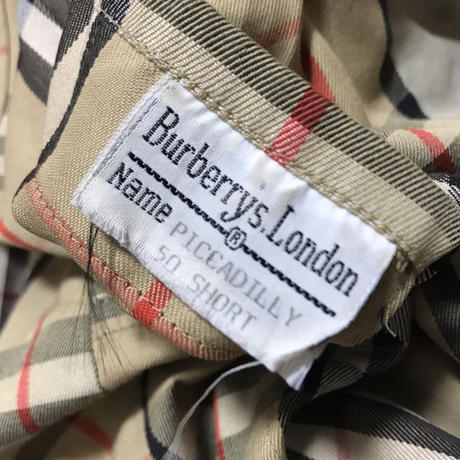 Burberrys, London
®
Name PICCADILLY
50 SHORT